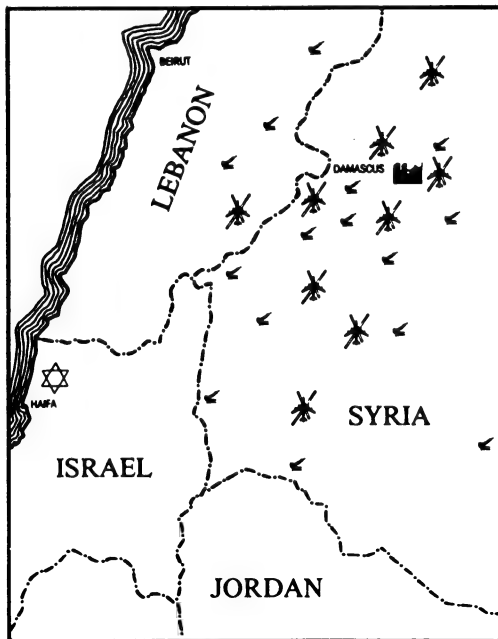 BEIRUT
LEBANON
DAMASCUS
HAIFA
SYRIA
ISRAEL
JORDAN